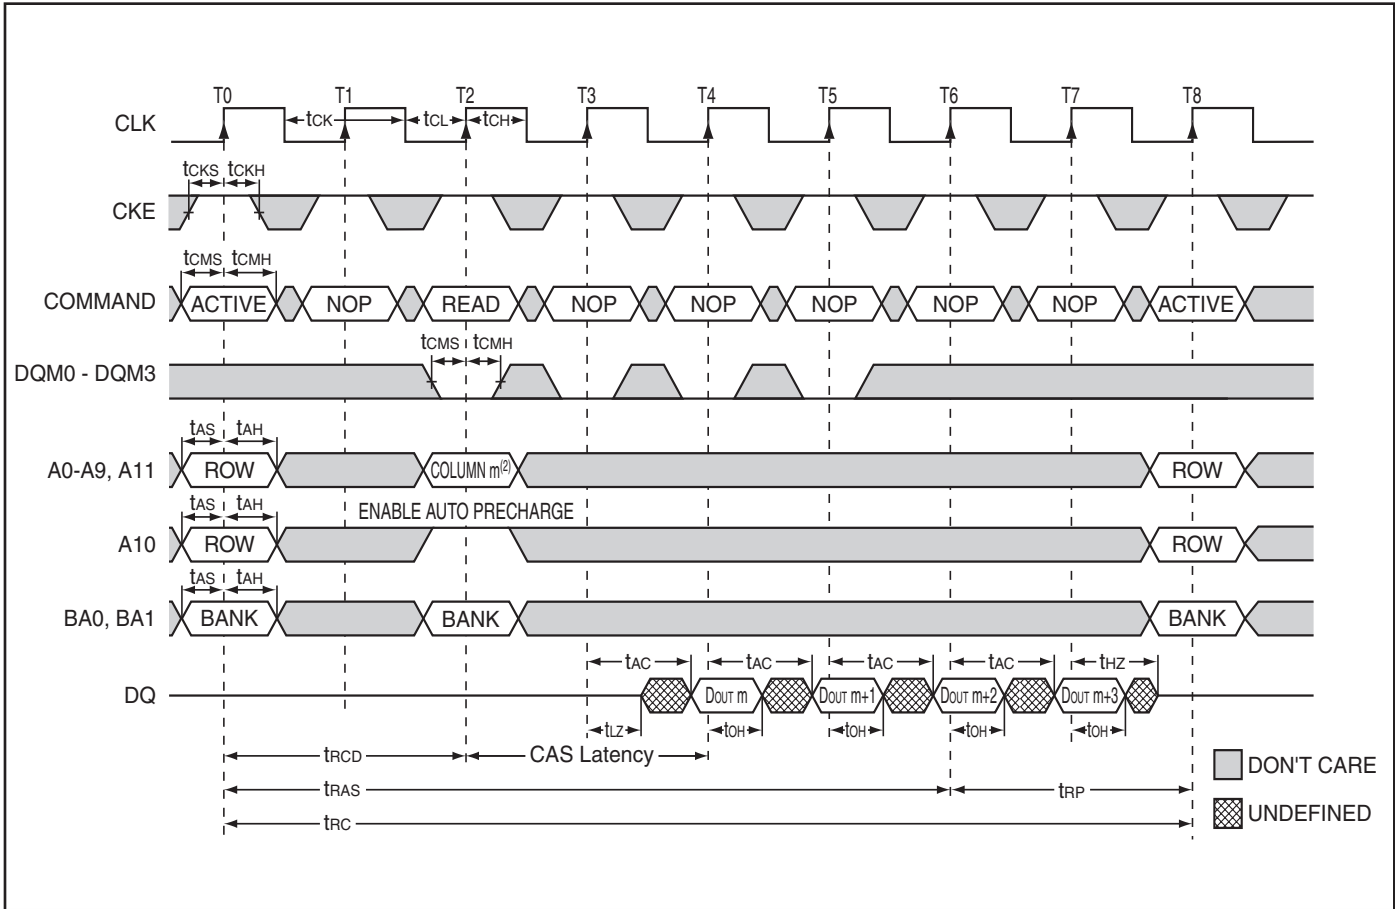 T0 T1 T2 T3 T4 T5 T6 T7 T8
CLK tCK tCL tCH
tCKS tCKH
CKE
tCMS tCMH
COMMAND ACTIVE NOP READ NOP NOP NOP NOP NOP ACTIVE
tCMS tCMH
DQM0 - DQM3
tAS tAH
A0-A9, A11 ROW COLUMN m(2) ROW
tAS tAH ENABLE AUTO PRECHARGE
A10 ROW ROW
tAS tAH
BA0, BA1 BANK BANK BANK
tAC tAC tAC tAC tHZ
DQ DOUT m DOUT m+1 DOUT m+2 DOUT m+3
tLZ tOH tOH tOH tOH
tRCD CAS Latency
DON'T CARE
tRAS tRP
UNDEFINED
tRC